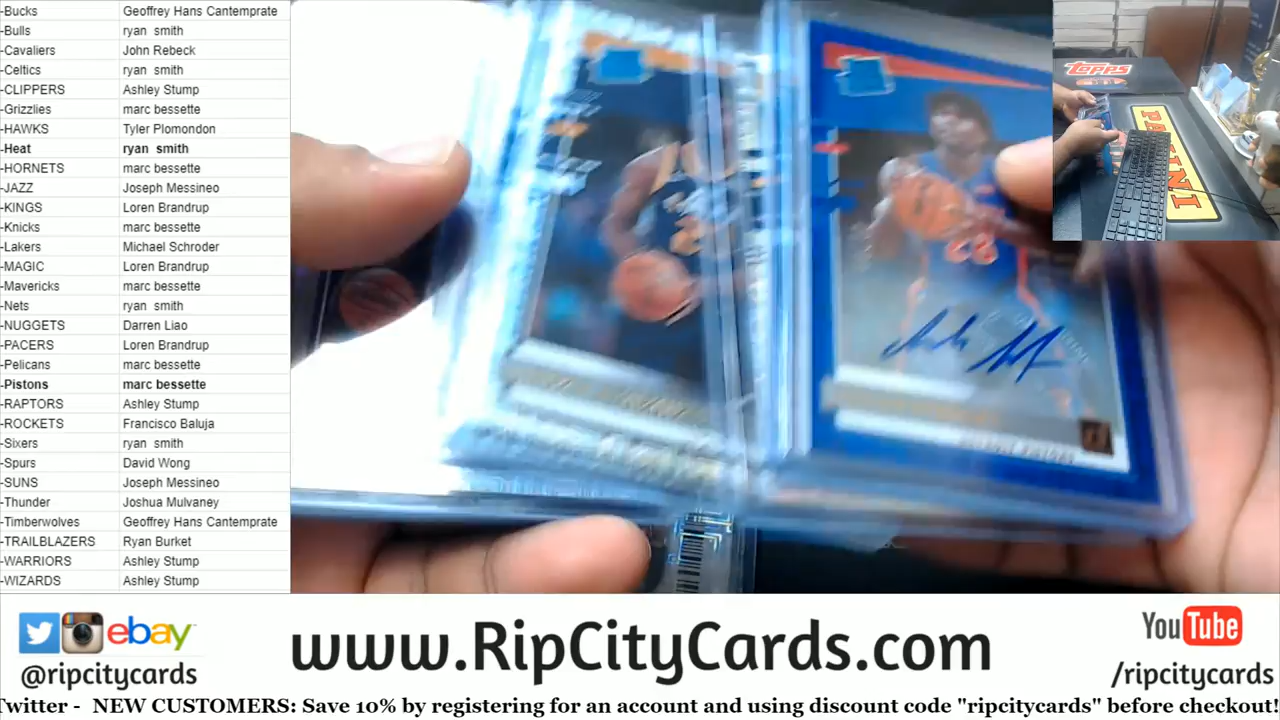 -Bucks Geoffrey Hans Cantemprate
-Bulls ryan smith
-Cavaliers John Rebeck
-Celtics ryan smith
-CLIPPERS Ashley Stump
-Grizzlies marc bessette
-HAWKS Tyler Plomondon
-Heat ryan smith
-HORNETS marc bessette
-JAZZ Joseph Messineo
-KINGS Loren Brandrup
-Knicks marc bessette
-Lakers Michael Schroder
-MAGIC Loren Brandrup
-Mavericks marc bessette
-Nets ryan smith
-NUGGETS Darren Liao
-PACERS Loren Brandrup
-Pelicans marc bessette
-Pistons marc bessette
-RAPTORS Ashley Stump
-ROCKETS Francisco Baluja
-Sixers ryan smith
-Spurs David Wong
-SUNS Joseph Messineo
-Thunder Joshua Mulvaney
-Timberwolves Geoffrey Hans Cantemprate
-TRAILBLAZERS Ryan Burket
-WARRIORS Ashley Stump
-WIZARDS Ashley Stump
Topps
PANINI
ebay
@ripcitycards
www.RipCityCards.com
YouTube
/ripcitycards
Twitter - NEW CUSTOMERS: Save 10% by registering for an account and using discount code "ripcitycards" before checkout!